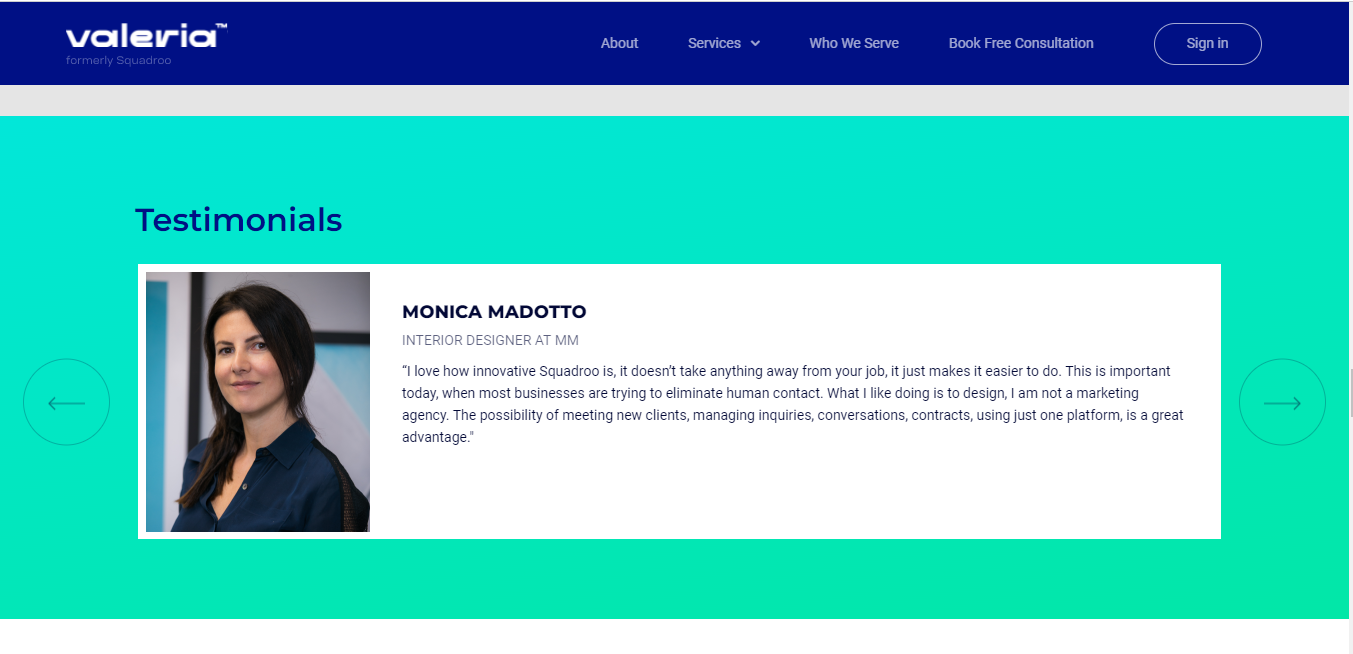 valeria™
formerly Squadroo
About
Services
Who We Serve
Book Free Consultation
Sign in
Testimonials
MONICA MADOTTO
INTERIOR DESIGNER AT MM
“I love how innovative Squadroo is, it doesn’t take anything away from your job, it just makes it easier to do. This is important
today, when most businesses are trying to eliminate human contact. What I like doing is to design, I am not a marketing
agency. The possibility of meeting new clients, managing inquiries, conversations, contracts, using just one platform, is a great
advantage."